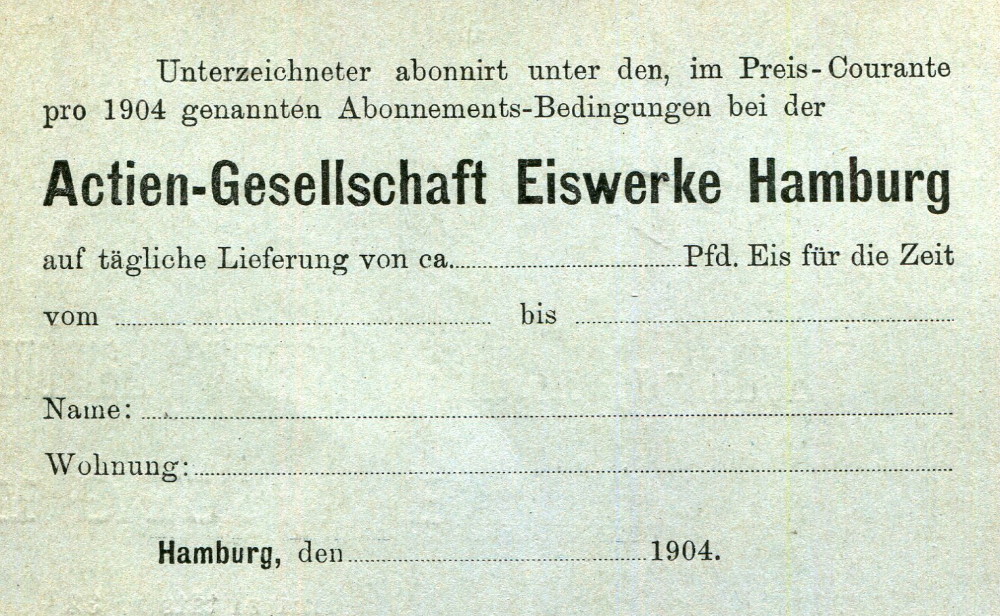 Unterzeichneter abonnirt unter den, im Preis-Courante
pro 1904 genannten Abonnements-Bedingungen bei der
Actien-Gesellschaft Eiswerke Hamburg
auf tägliche Lieferung von ca.............................Pfd. Eis für die Zeit
vom ............................................ bis ............................................
Name: ............................................
Wohnung: ............................................
Hamburg, den ............................................ 1904.